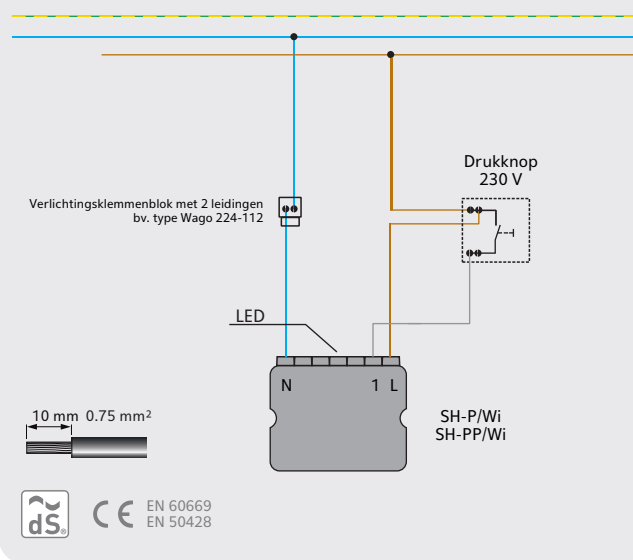 Drukknop
230 V
Verlichtingsklemmenblok met 2 leidingen
bv. type Wago 224-112
LED
N
1
L
10 mm
0.75 mm²
SH-P/Wi
SH-PP/Wi
dS®
CE
EN 60669
EN 50428